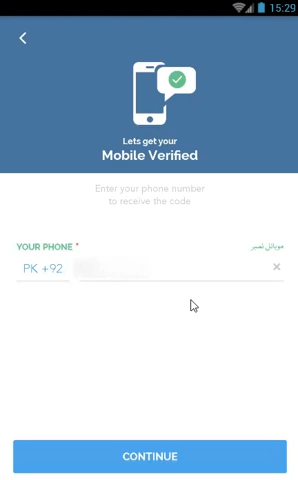 15:29
Lets get your
Mobile Verified
Enter your phone number
to receive the code
YOUR PHONE * موبائل نمبر
PK +92
CONTINUE